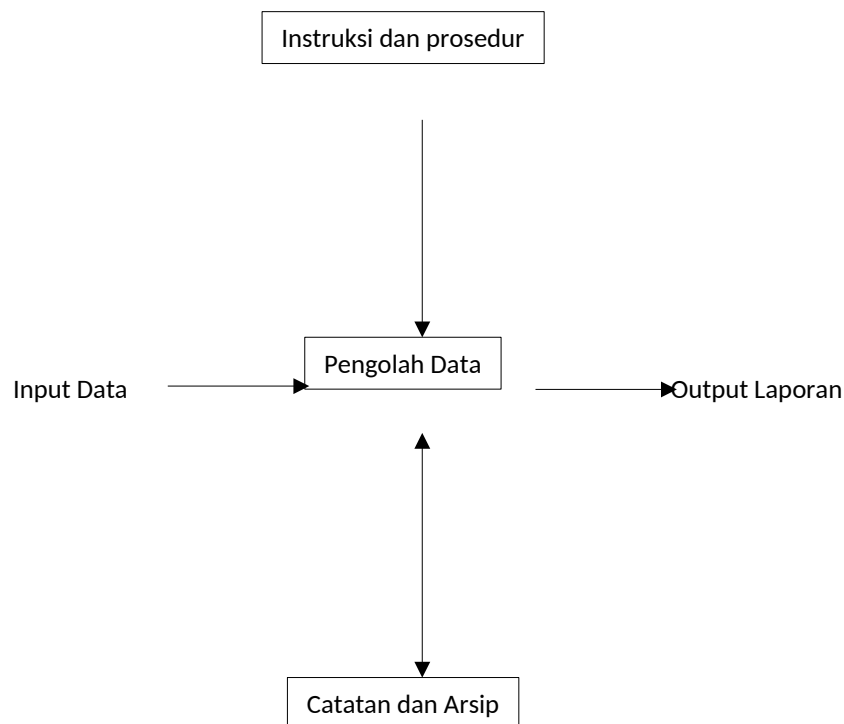 Instruksi dan prosedur
Pengolah Data
Input Data
Output Laporan
Catatan dan Arsip